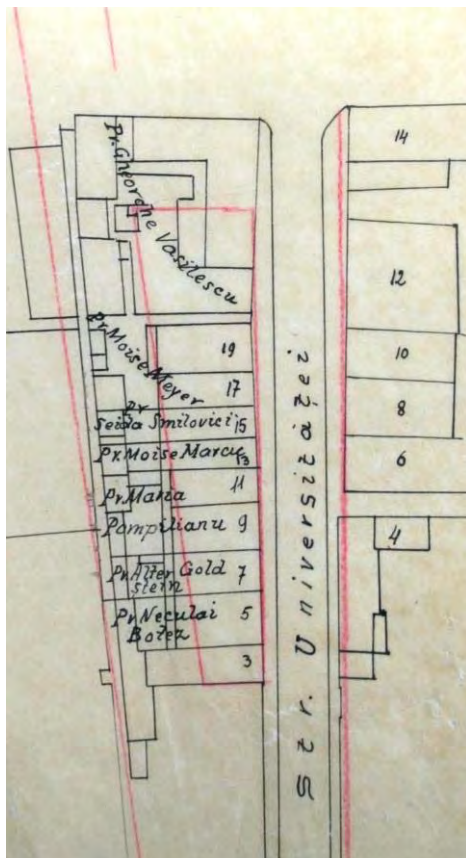 Pr. Gheorghe Vasilescu
14
12
Pr. Moise Meyer
19
10
17
8
Pr
Seida Smilovici 15
Pr. Moise Marcu 13
6
Pr. Maria 11
Pompilianu 9
4
Pr. Alter Gold 7
stein
Pr. Neculai 5
Botez
3
Str. Universităței